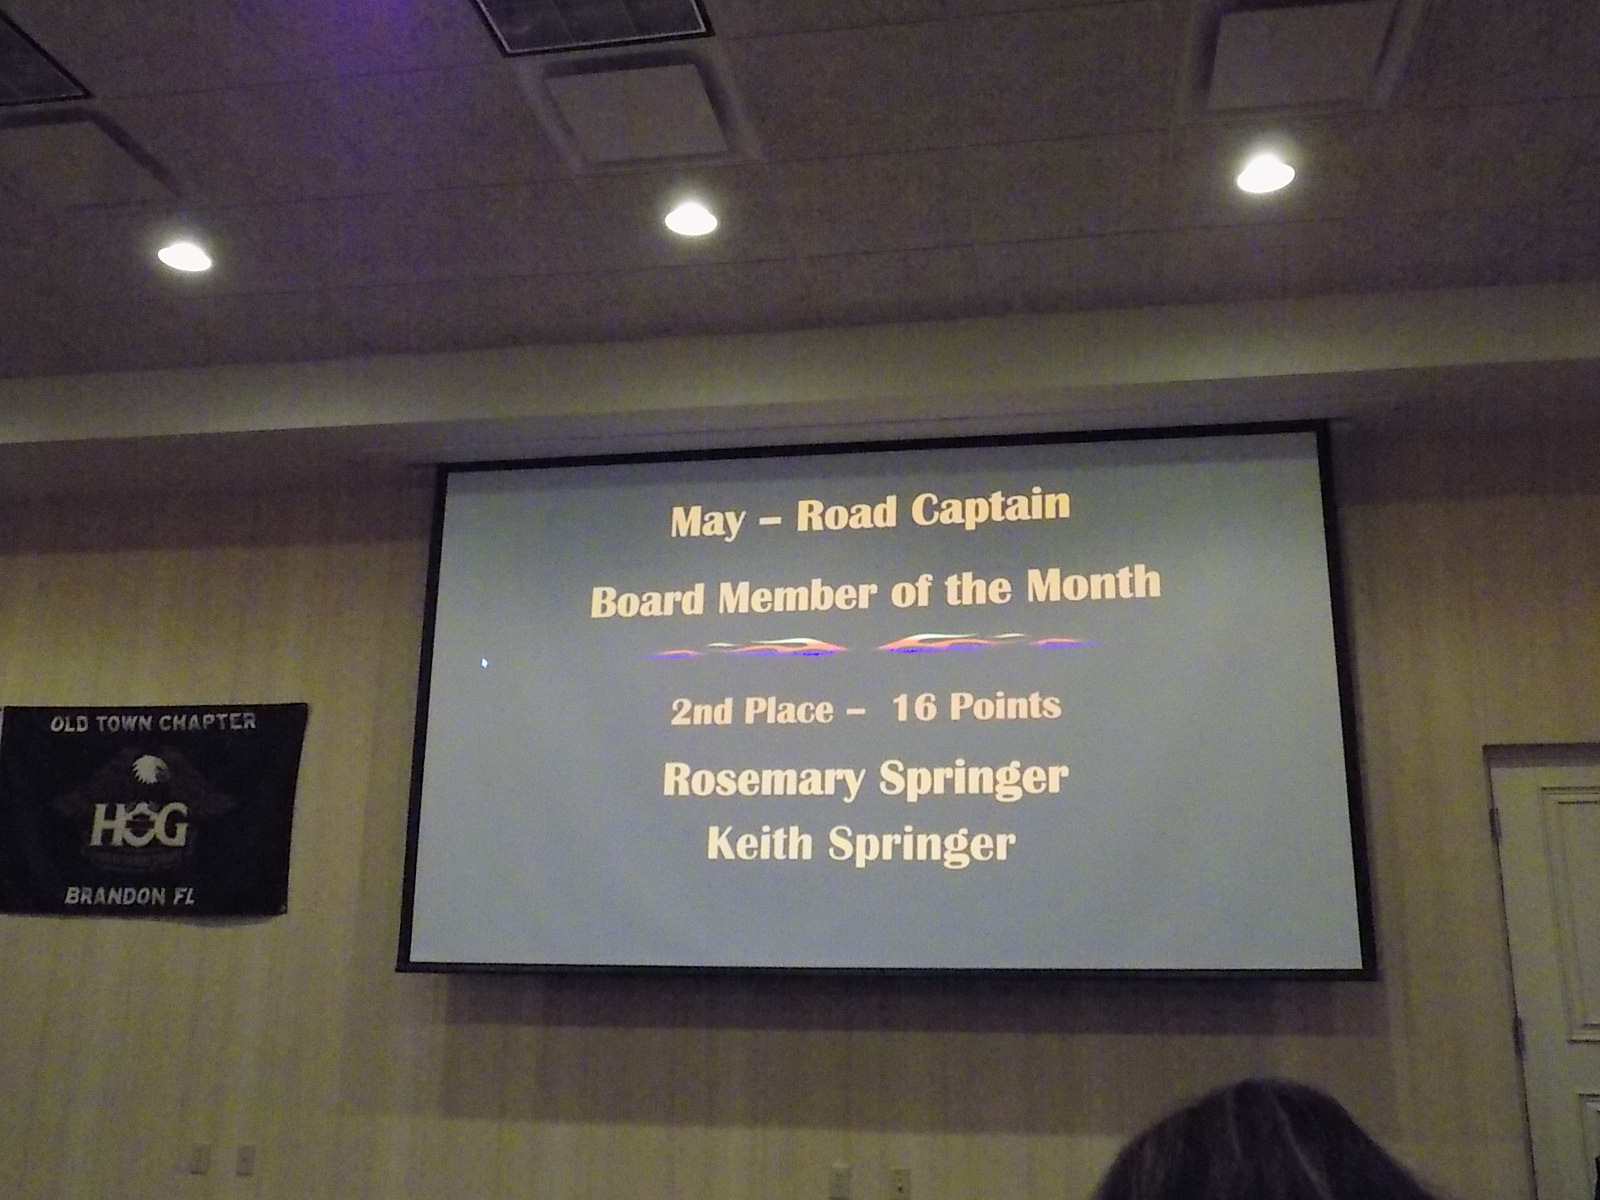 May – Road Captain
Board Member of the Month
2nd Place – 16 Points
Rosemary Springer
Keith Springer
OLD TOWN CHAPTER
HOG
BRANDON FL